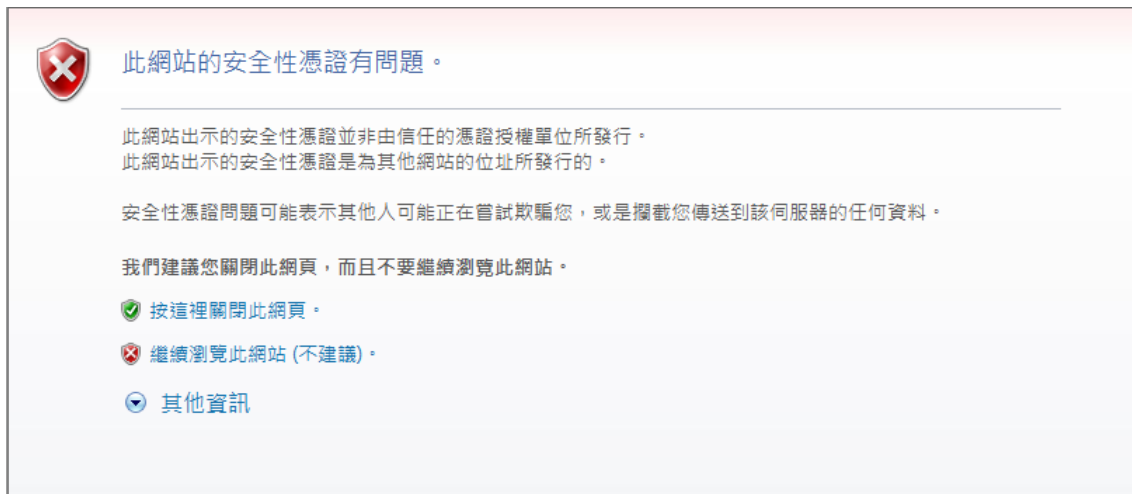 此網站的安全性憑證有問題。
此網站出示的安全性憑證並非由信任的憑證授權單位所發行。
此網站出示的安全性憑證是為其他網站的位址所發行的。
安全性憑證問題可能表示其他人可能正在嘗試欺騙您，或是攔截您傳送到該伺服器的任何資料。
我們建議您關閉此網頁，而且不要繼續瀏覽此網站。
按這裡關閉此網頁。
繼續瀏覽此網站 (不建議)。
其他資訊